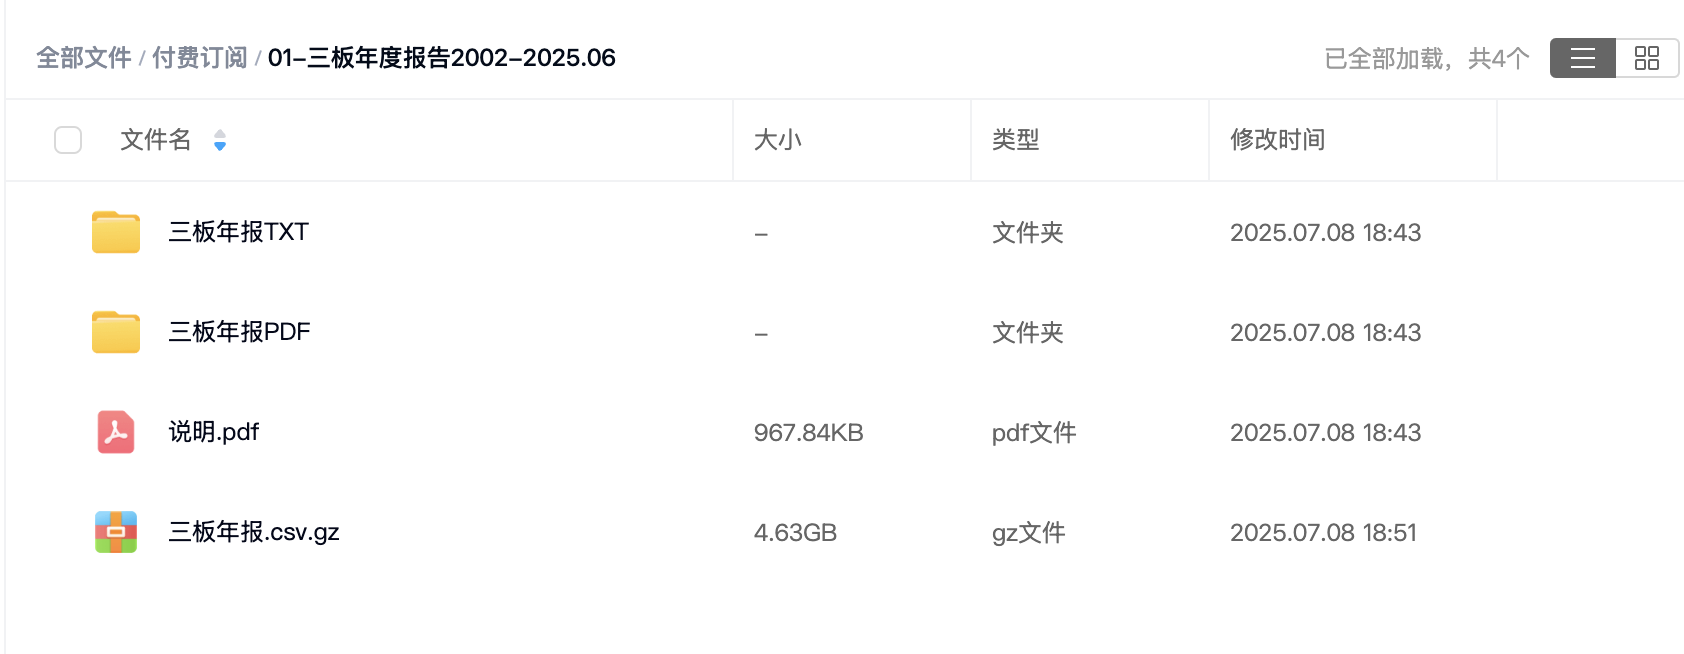 全部文件 / 付费订阅 / 01-三板年度报告2002-2025.06 已全部加载，共4个
文件名 大小 类型 修改时间
三板年报TXT - 文件夹 2025.07.08 18:43
三板年报PDF - 文件夹 2025.07.08 18:43
说明.pdf 967.84KB pdf文件 2025.07.08 18:43
三板年报.csv.gz 4.63GB gz文件 2025.07.08 18:51